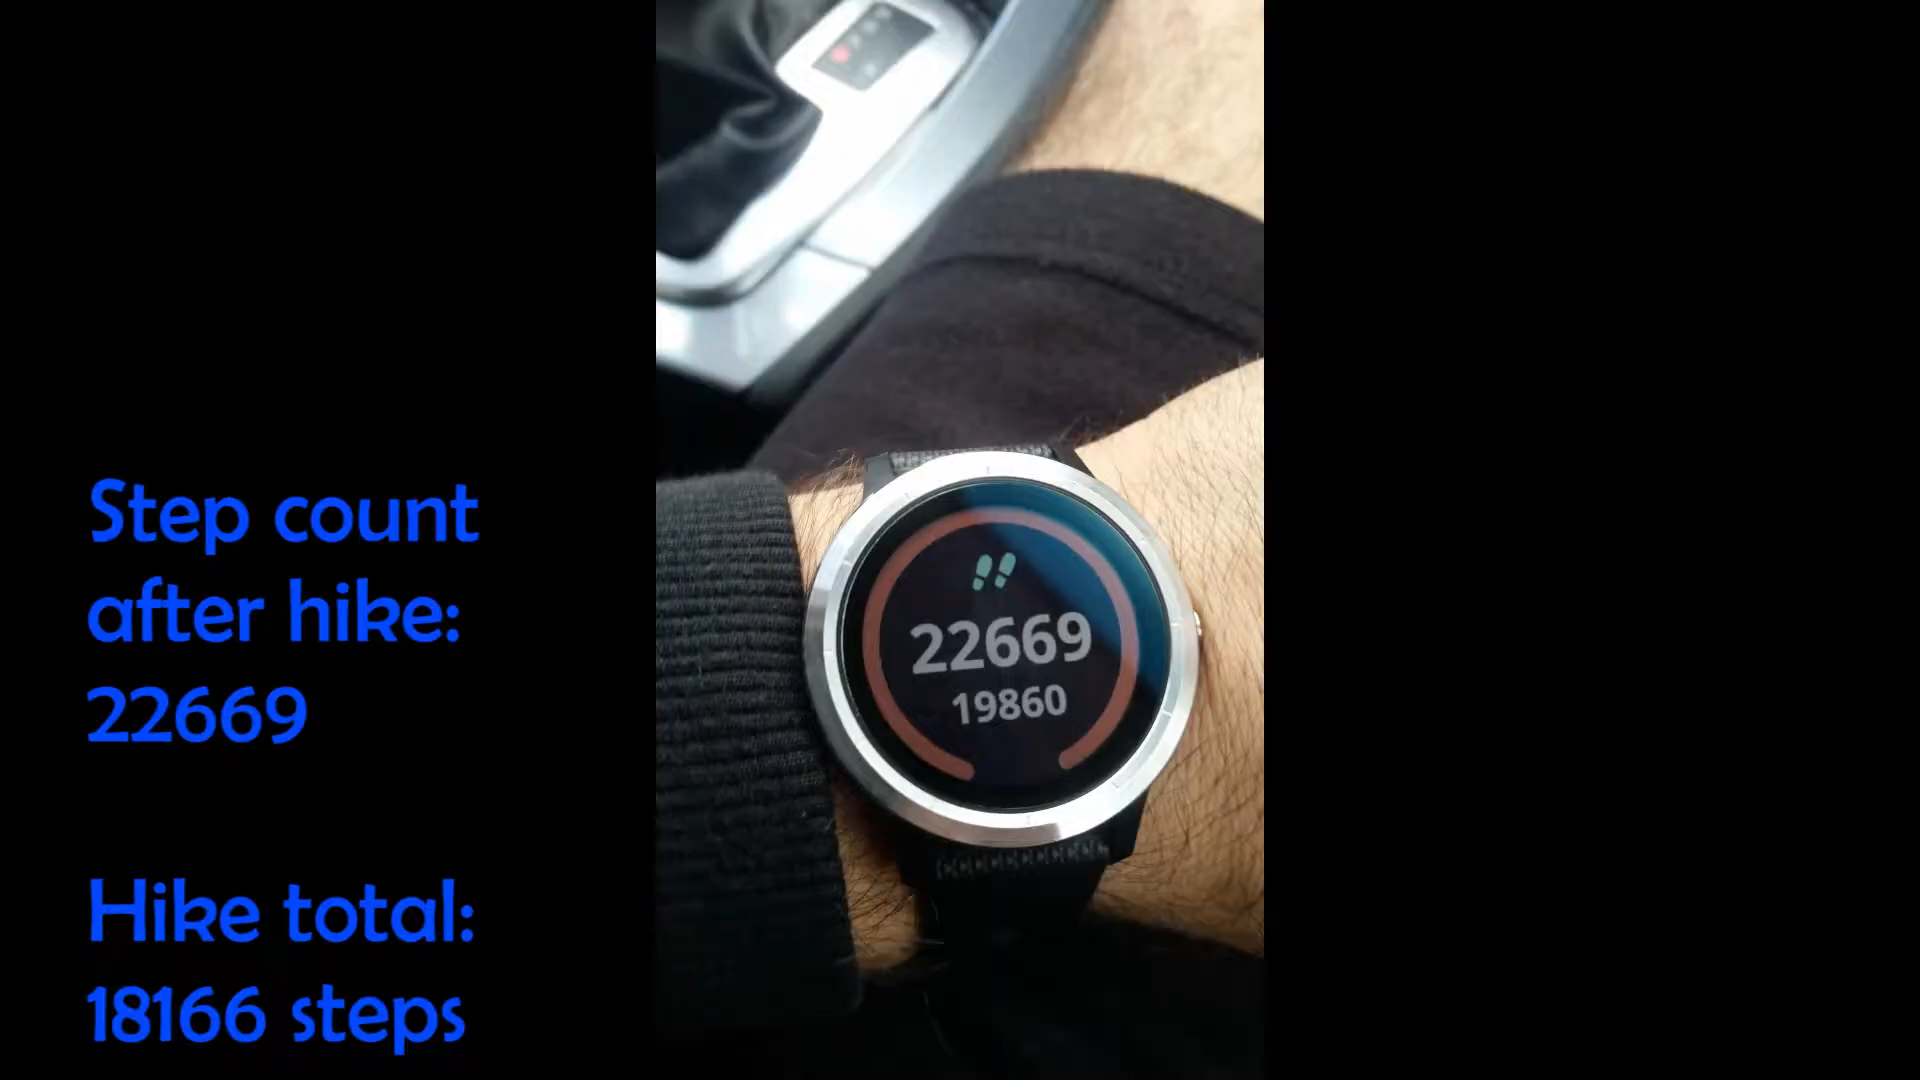 Step count
after hike:
22669
Hike total:
18166 steps
22669
19860